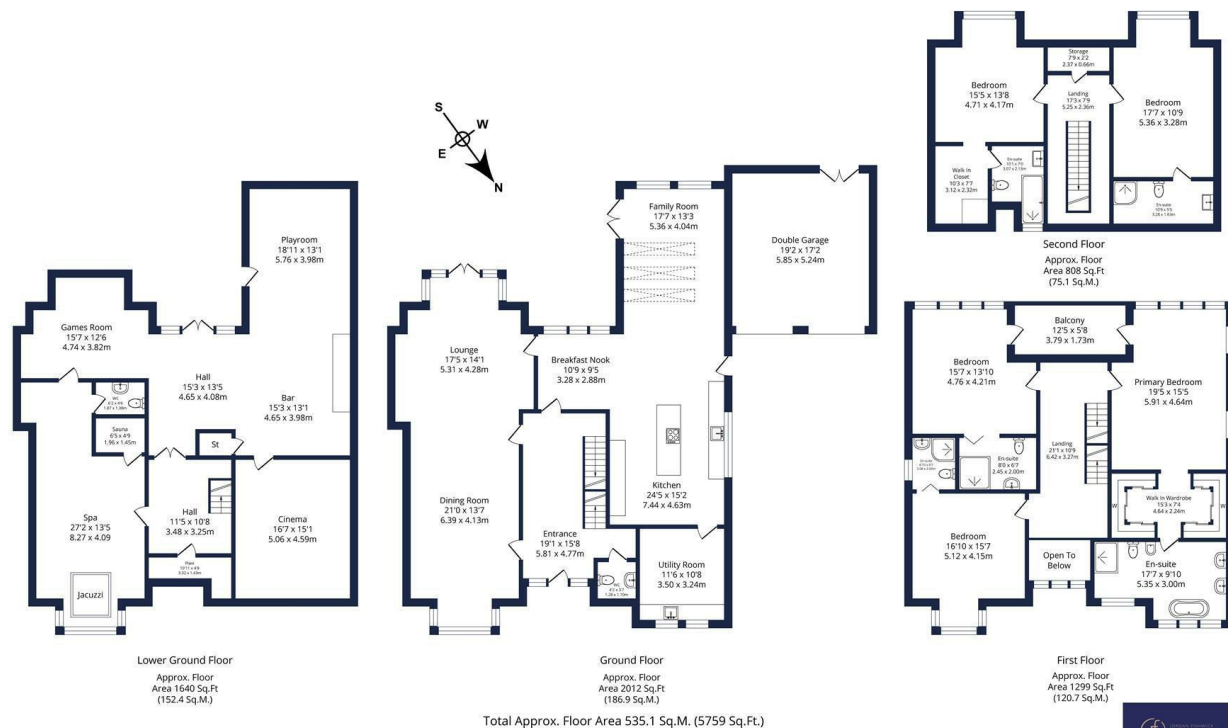 S
W
E
N
Playroom
18'11 x 13'1
5.76 x 3.98m
Games Room
15'7 x 12'6
4.74 x 3.82m
Hall
15'3 x 13'5
4.65 x 4.08m
Bar
15'3 x 13'1
4.65 x 3.98m
WC
Sauna
6'5 x 4'9
1.96 x 1.45m
St
Spa
27'2 x 13'5
8.27 x 4.09
Hall
11'5 x 10'8
3.48 x 3.25m
Cinema
16'7 x 15'1
5.06 x 4.59m
Plant
Jacuzzi
Lower Ground Floor
Approx. Floor
Area 1640 Sq.Ft
(152.4 Sq.M.)
Family Room
17'7 x 13'3
5.36 x 4.04m
Double Garage
19'2 x 17'2
5.85 x 5.24m
Lounge
17'5 x 14'1
5.31 x 4.28m
Breakfast Nook
10'9 x 9'5
3.28 x 2.88m
Kitchen
24'5 x 15'2
7.44 x 4.63m
Dining Room
21'0 x 13'7
6.39 x 4.13m
Entrance
19'1 x 15'8
5.81 x 4.77m
WC
Utility Room
11'6 x 10'8
3.50 x 3.24m
Ground Floor
Approx. Floor
Area 2012 Sq.Ft
(186.9 Sq.M.)
Storage
7'9 x 2'2
2.37 x 0.66m
Bedroom
15'5 x 13'8
4.71 x 4.17m
Landing
17'3 x 7'9
5.25 x 2.36m
Bedroom
17'7 x 10'9
5.36 x 3.28m
Walk In
Closet
10'3 x 7'7
3.12 x 2.32m
En-suite
En-suite
Second Floor
Approx. Floor
Area 808 Sq.Ft
(75.1 Sq.M.)
Balcony
12'5 x 5'8
3.79 x 1.73m
Bedroom
15'7 x 13'10
4.76 x 4.21m
Primary Bedroom
19'5 x 15'5
5.91 x 4.64m
Landing
21'1 x 10'9
6.42 x 3.27m
En-suite
En-suite
8'0 x 6'7
2.45 x 2.00m
Walk In Wardrobe
15'3 x 7'4
4.64 x 2.24m
W
W
Bedroom
16'10 x 15'7
5.12 x 4.15m
Open To
Below
En-suite
17'7 x 9'10
5.35 x 3.00m
First Floor
Approx. Floor
Area 1299 Sq.Ft
(120.7 Sq.M.)
Total Approx. Floor Area 535.1 Sq.M. (5759 Sq.Ft.)